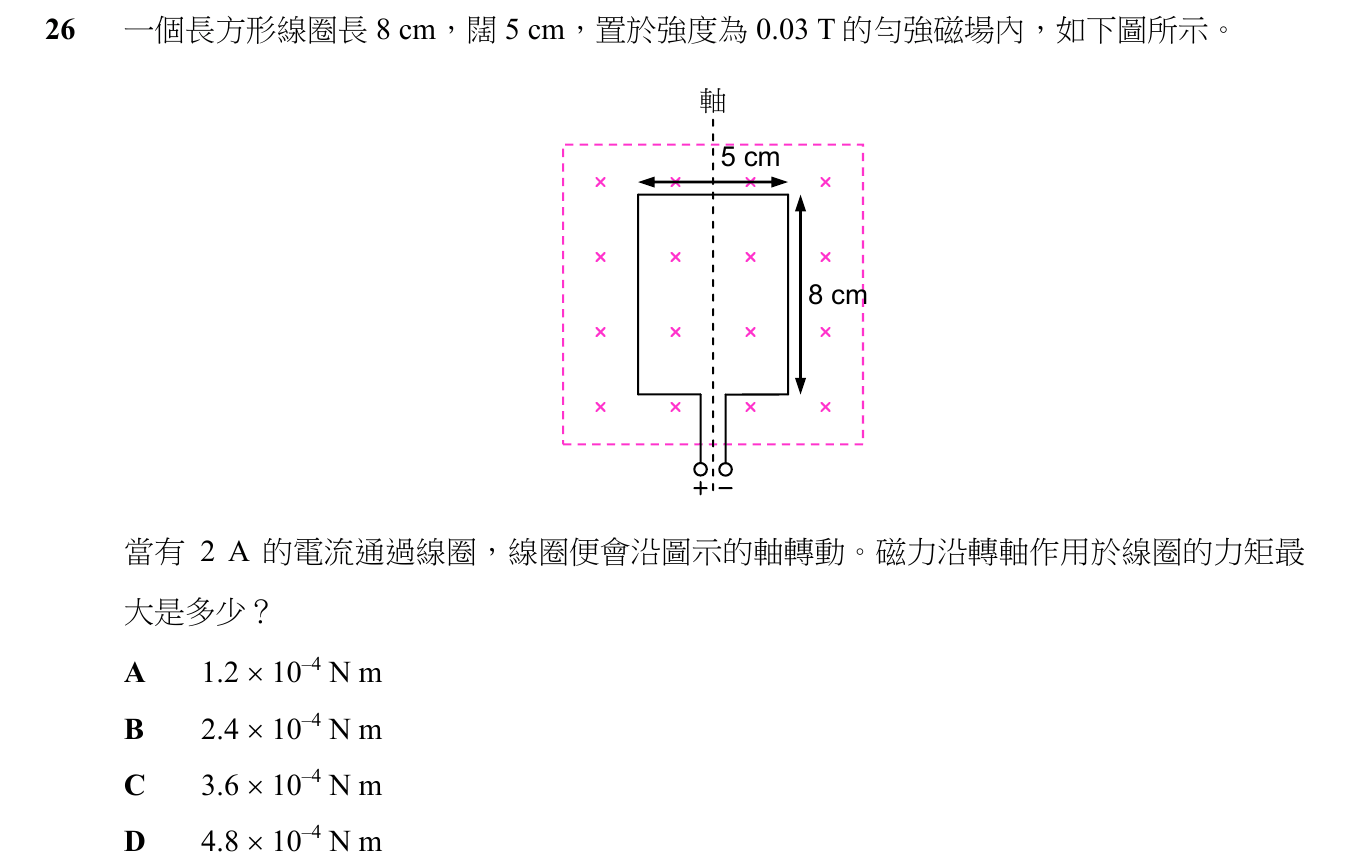 26 一個長方形線圈長 8 cm，闊 5 cm，置於強度為 0.03 T 的勻強磁場內，如下圖所示。
軸
5 cm
8 cm
+ −
當有 2 A 的電流通過線圈，線圈便會沿圖示的軸轉動。磁力沿轉軸作用於線圈的力矩最
大是多少？
A 1.2 × 10⁻⁴ N m
B 2.4 × 10⁻⁴ N m
C 3.6 × 10⁻⁴ N m
D 4.8 × 10⁻⁴ N m